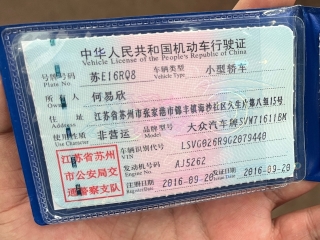 中华人民共和国机动车行驶证
Vehicle License of the People's Republic of China
号牌号码 苏E16RQ8 车辆类型 小型轿车
Plate No. Vehicle Type
所有人 何易欣
Owner
住址 江苏省苏州市张家港市锦丰镇海沙社区久生片第八组15号
Address
使用性质 非营运 品牌型号 大众汽车牌SVW71611BM
Use Character Model
江苏省苏州
市公安局交
通警察支队
车辆识别代号 LSVG026R9G2079440
VIN
发动机号码 AJ5262
Engine No.
注册日期 2016-09-20 发证日期 2016-09-20
Register Date Issue Date